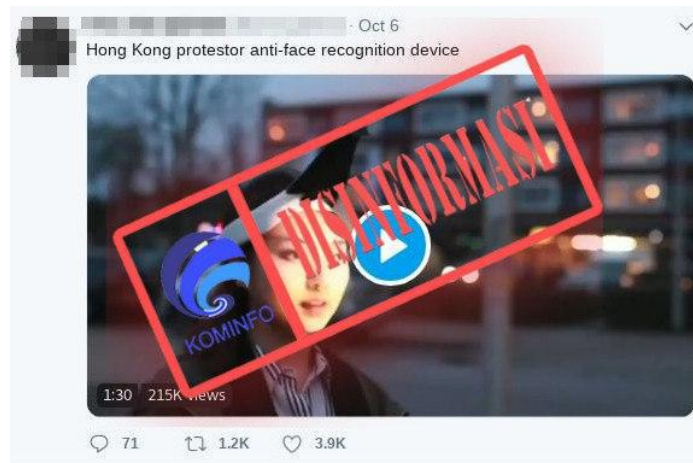 · Oct 6
Hong Kong protestor anti-face recognition device
DISINFORMASI
KOMINFO
1:30 215K views
71 1.2K 3.9K